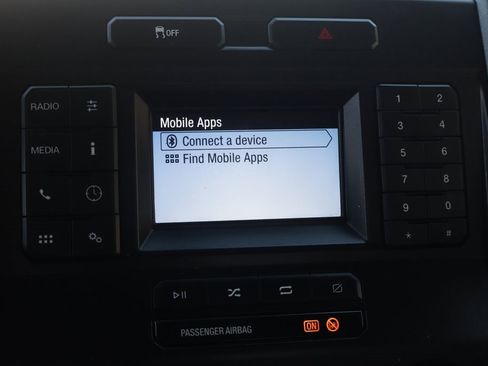 OFF
Mobile Apps
Connect a device
Find Mobile Apps
RADIO
MEDIA
i
1 2
3 4
5 6
7 8
9 0
* #
PASSENGER AIRBAG ON